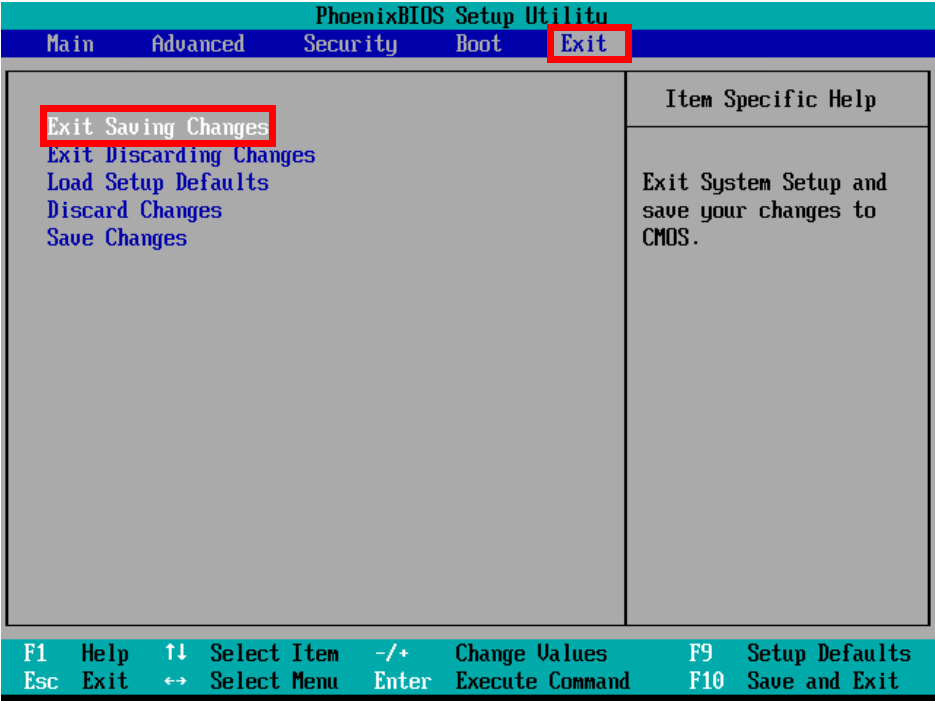 PhoenixBIOS Setup Utility
Main Advanced Security Boot Exit
Item Specific Help
Exit Saving Changes
Exit Discarding Changes
Load Setup Defaults
Discard Changes
Save Changes
Exit System Setup and
save your changes to
CMOS.
F1 Help ↑↓ Select Item -/+ Change Values F9 Setup Defaults
Esc Exit ↔ Select Menu Enter Execute Command F10 Save and Exit